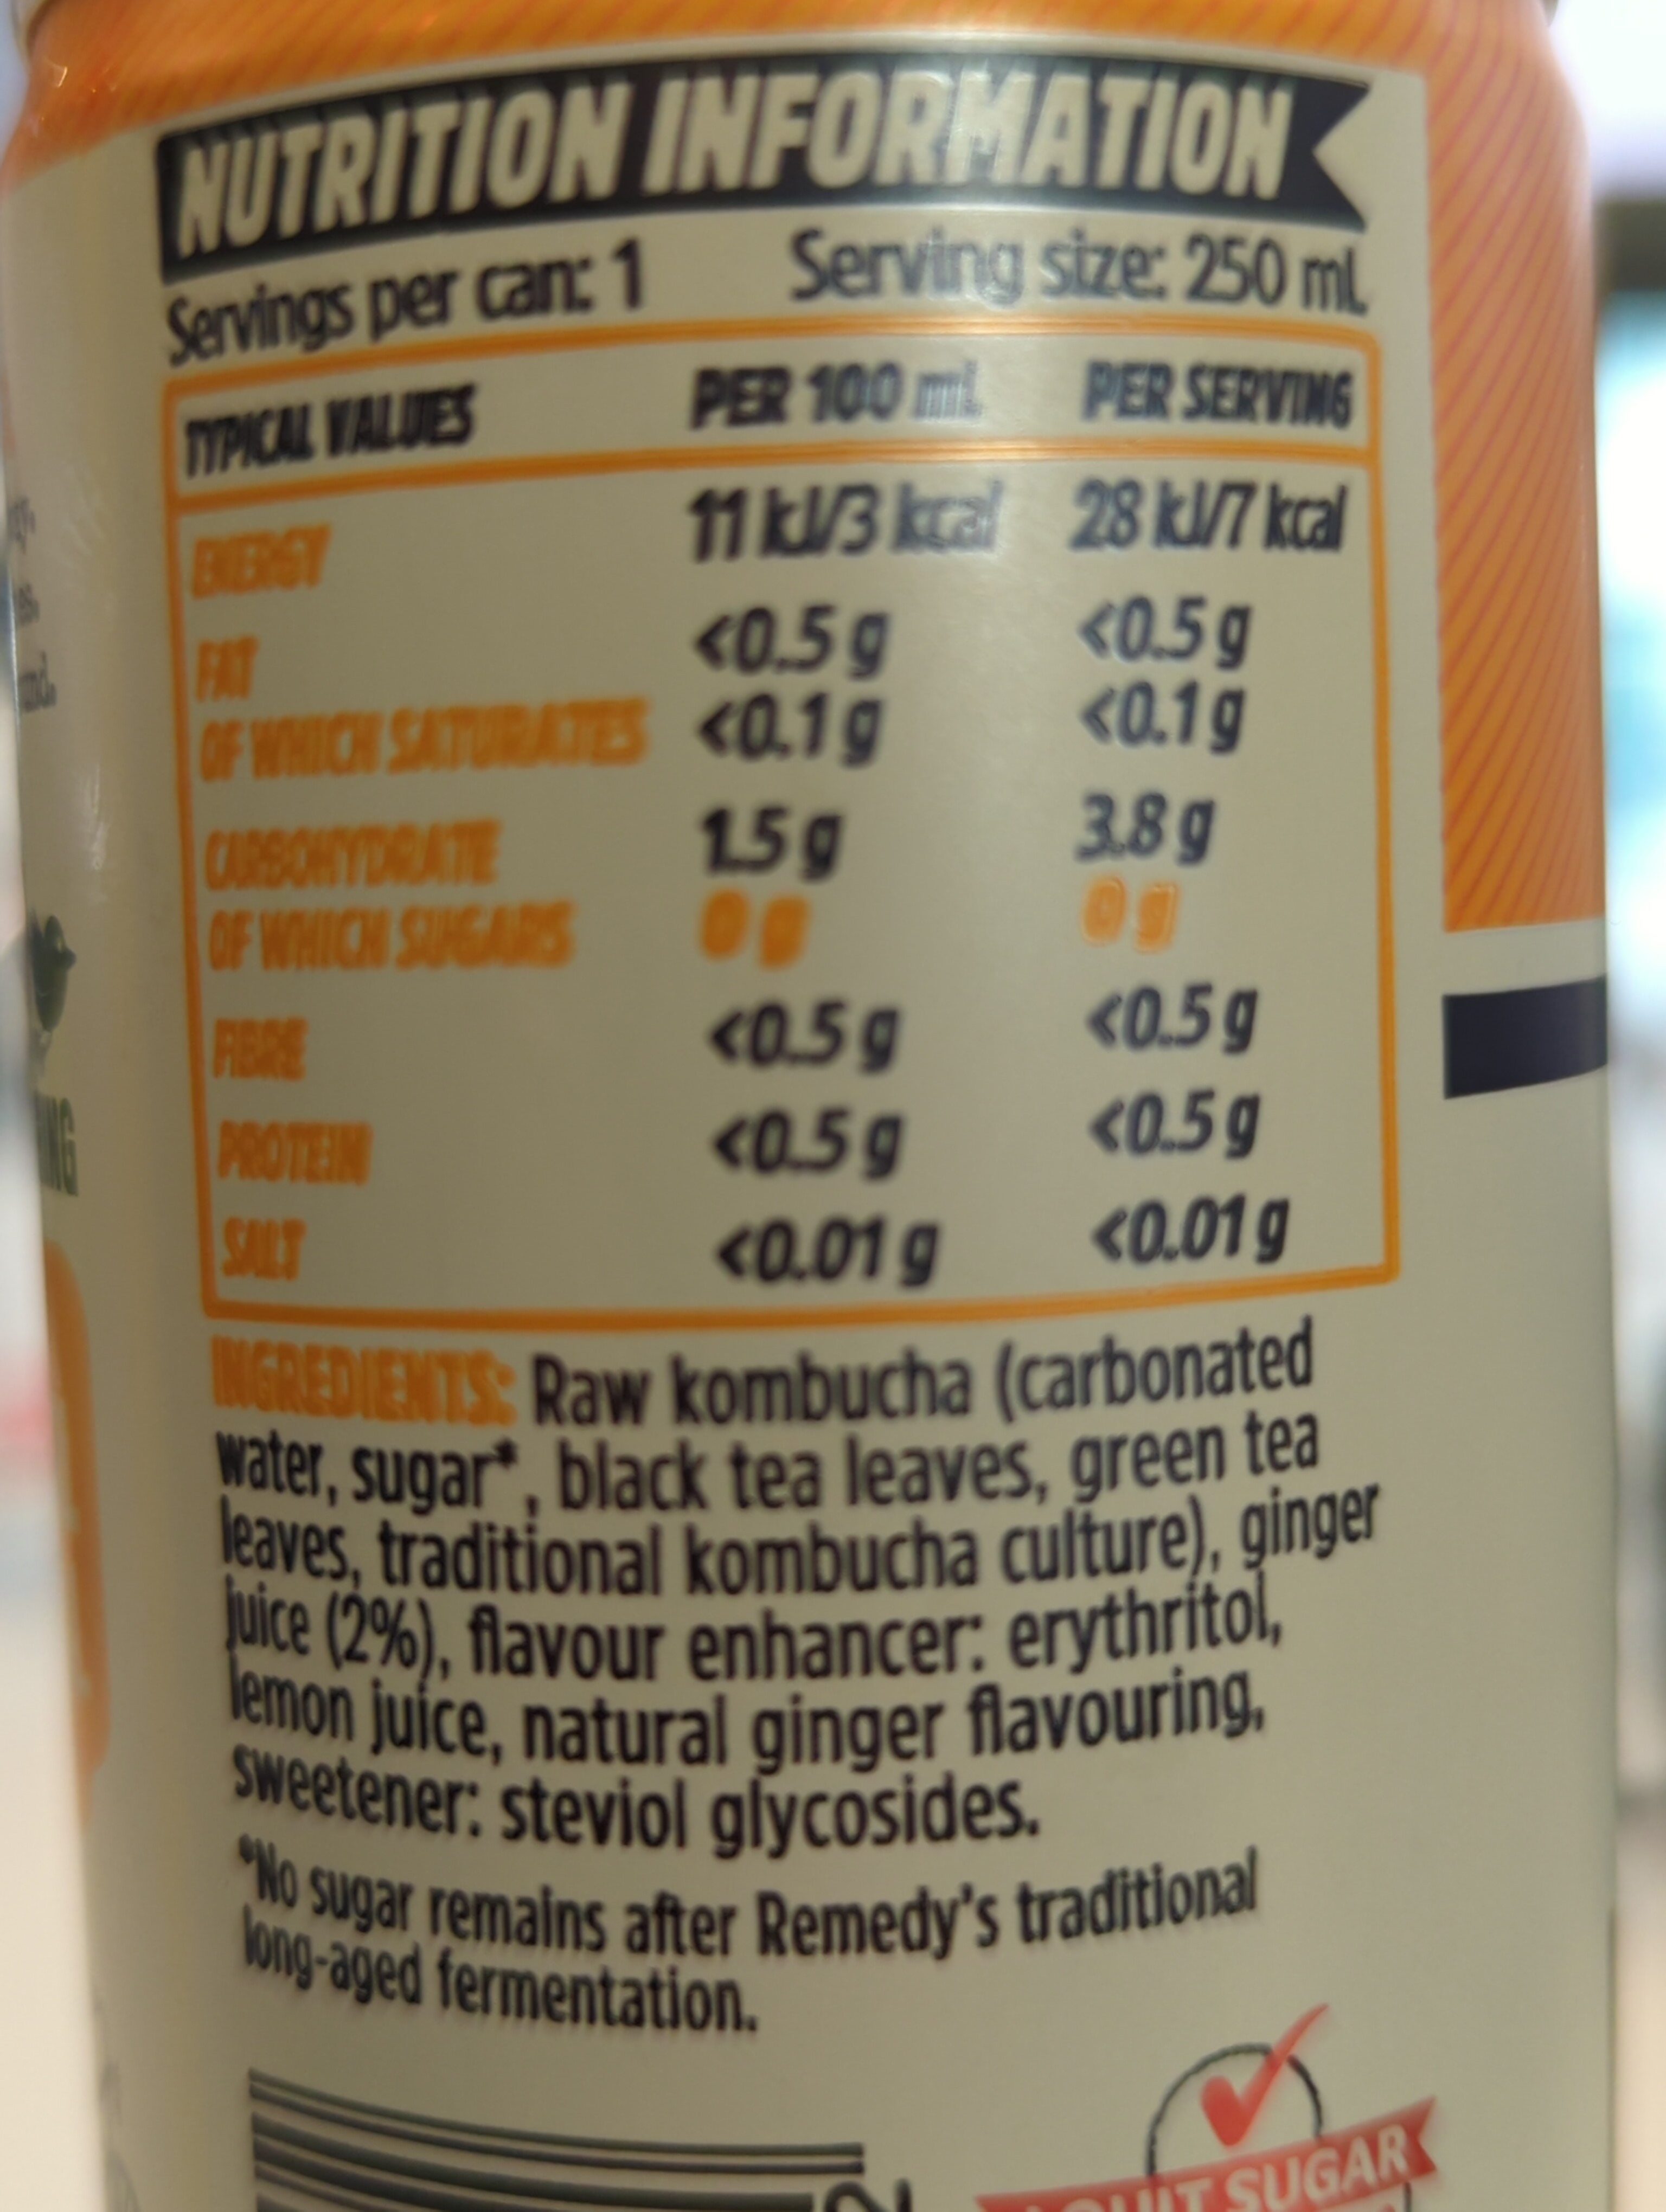 NUTRITION INFORMATION
Servings per can: 1 Serving size: 250 mL
TYPICAL VALUES PER 100 mL PER SERVING
ENERGY 11 kJ/3 kcal 28 kJ/7 kcal
FAT <0.5 g <0.5 g
OF WHICH SATURATES <0.1 g <0.1 g
CARBOHYDRATE 1.5 g 3.8 g
OF WHICH SUGARS 0 g 0 g
FIBRE <0.5 g <0.5 g
PROTEIN <0.5 g <0.5 g
SALT <0.01 g <0.01 g
INGREDIENTS: Raw kombucha (carbonated
water, sugar*, black tea leaves, green tea
leaves, traditional kombucha culture), ginger
juice (2%), flavour enhancer: erythritol,
lemon juice, natural ginger flavouring,
sweetener: steviol glycosides.
*No sugar remains after Remedy's traditional
long-aged fermentation.
I QUIT SUGAR